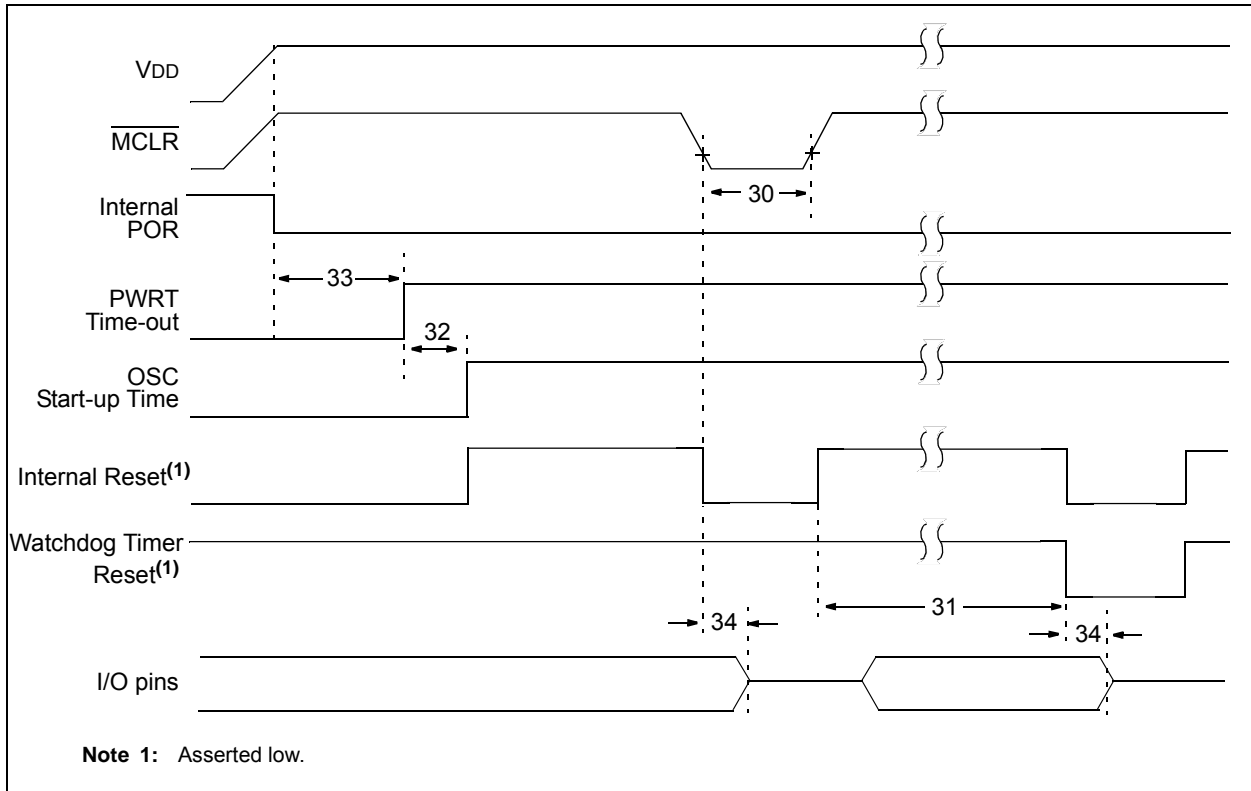 VDD
MCLR
30
Internal
POR
33
PWRT
Time-out
32
OSC
Start-up Time
Internal Reset(1)
Watchdog Timer
Reset(1)
31
34
34
I/O pins
Note 1: Asserted low.